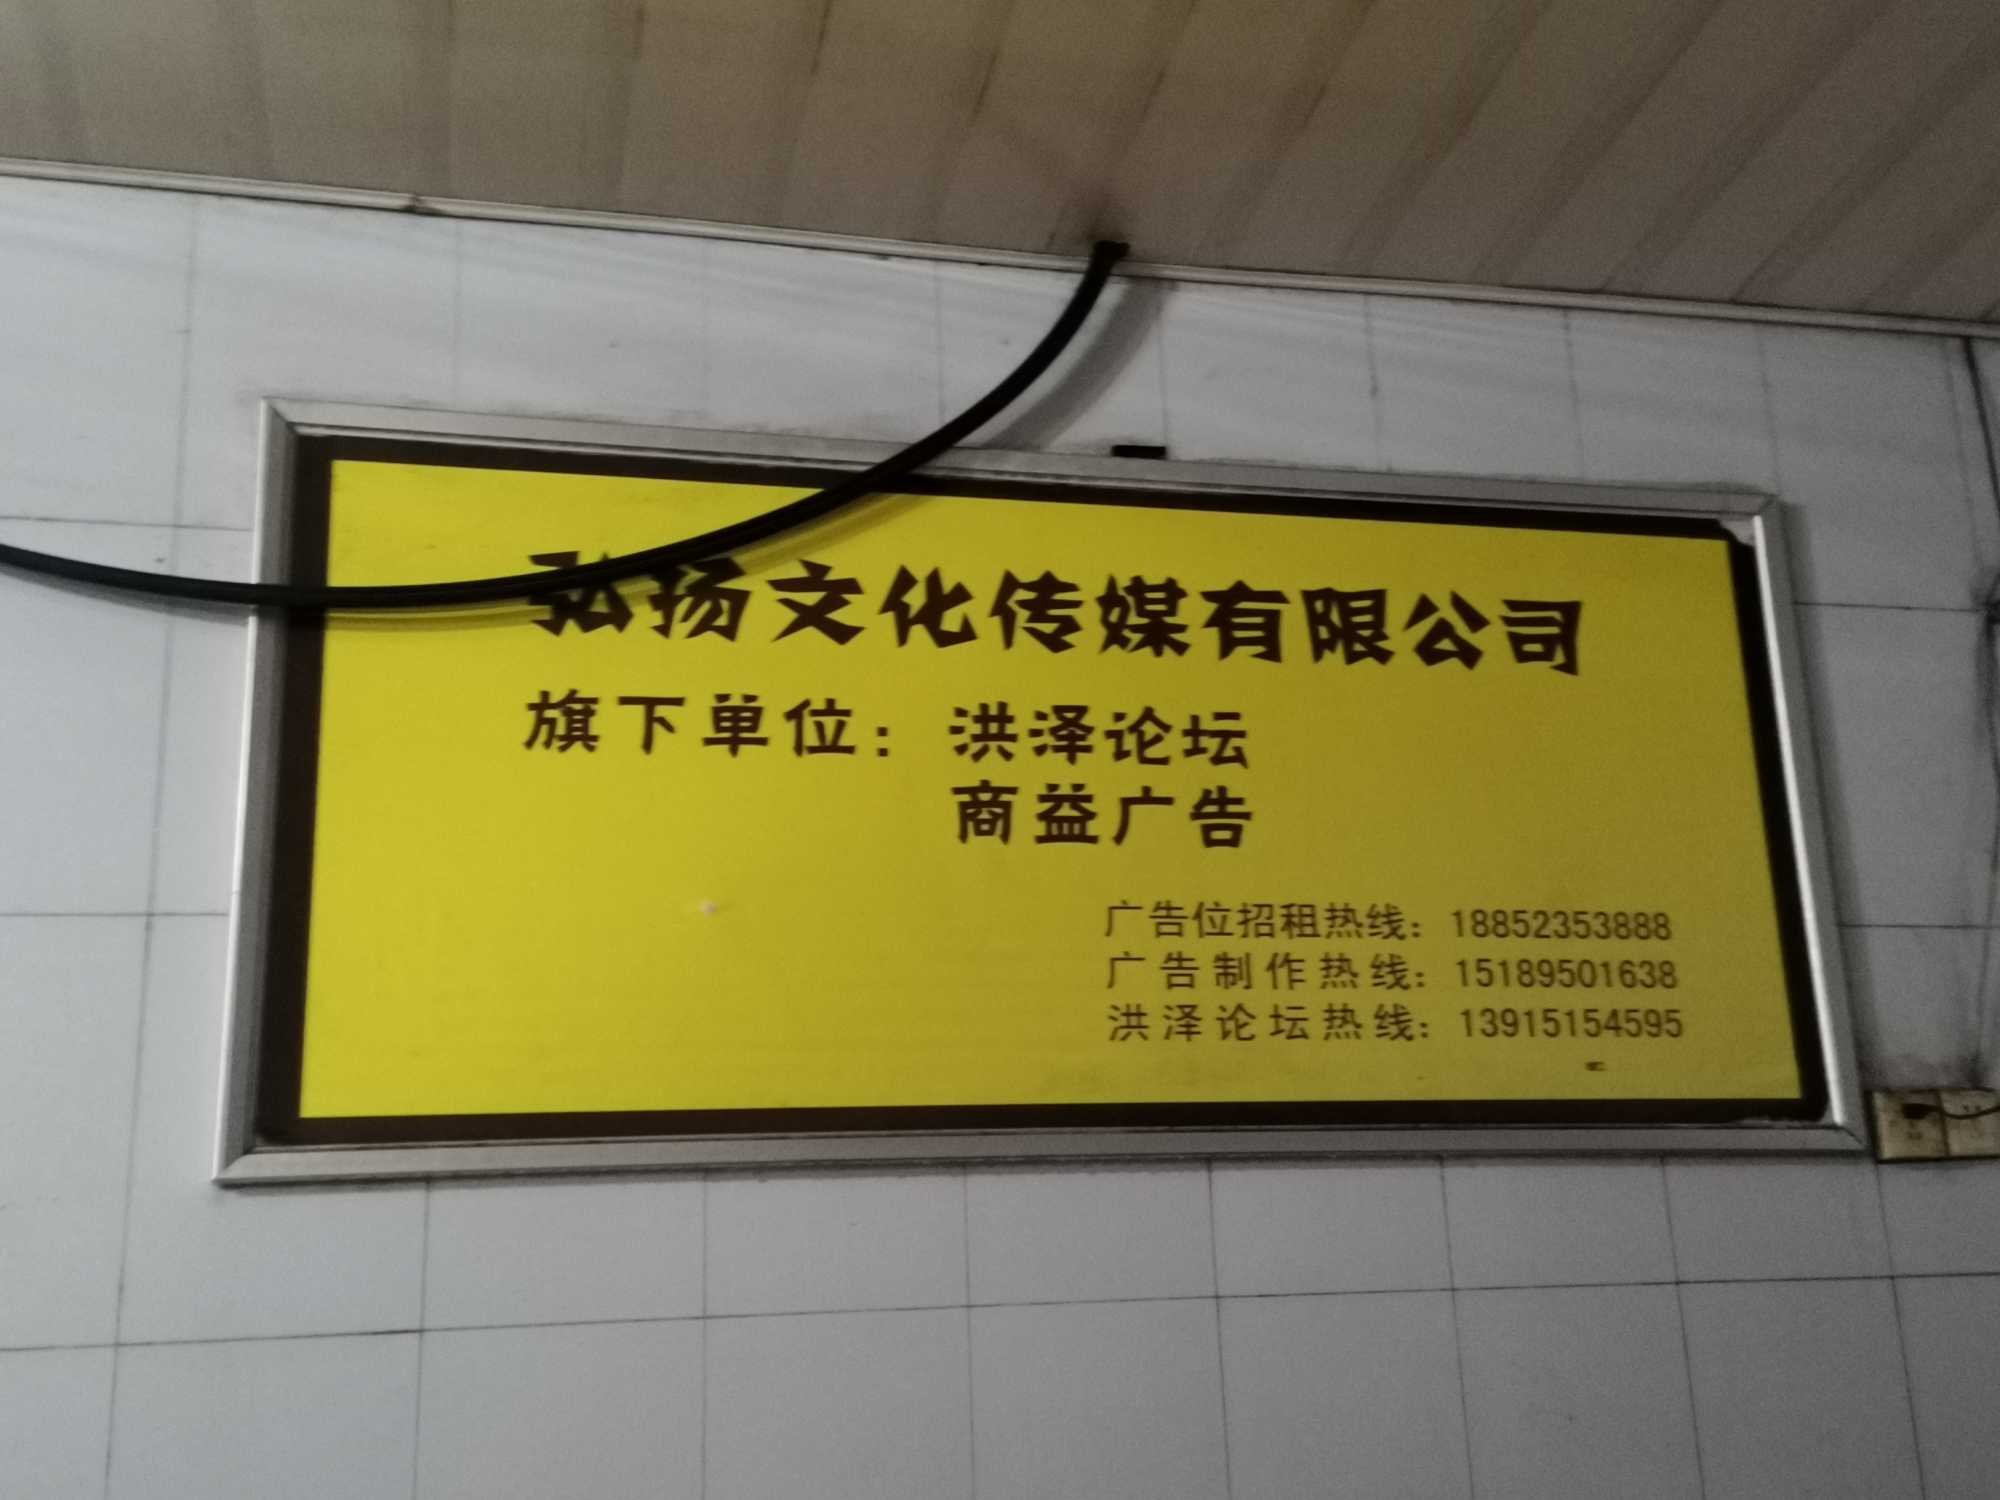 弘扬文化传媒有限公司
旗下单位：洪泽论坛
商益广告
广告位招租热线：18852353888
广告制作热线：15189501638
洪泽论坛热线：13915154595